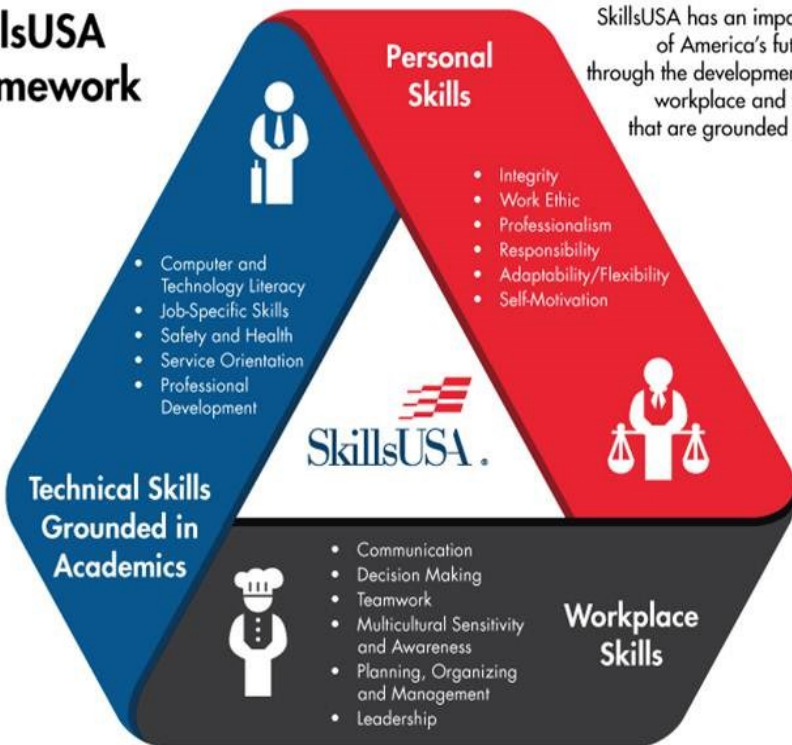 llsUSA
mework
SkillsUSA has an impo
of America's fut
through the development
workplace and
that are grounded
Personal
Skills
• Integrity
• Work Ethic
• Professionalism
• Responsibility
• Adaptability/Flexibility
• Self-Motivation
• Computer and
Technology Literacy
• Job-Specific Skills
• Safety and Health
• Service Orientation
• Professional
Development
Technical Skills
Grounded in
Academics
SkillsUSA.
• Communication
• Decision Making
• Teamwork
• Multicultural Sensitivity
and Awareness
• Planning, Organizing
and Management
• Leadership
Workplace
Skills